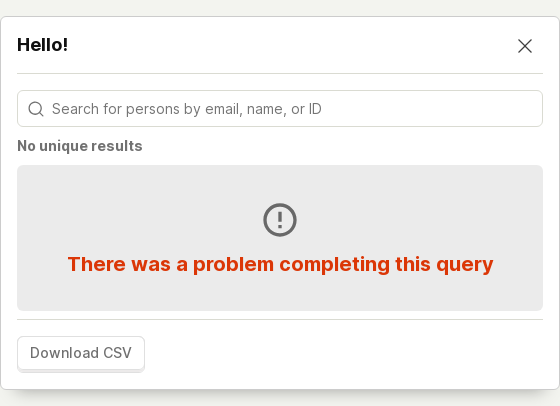 Hello!
Search for persons by email, name, or ID
No unique results
There was a problem completing this query
Download CSV